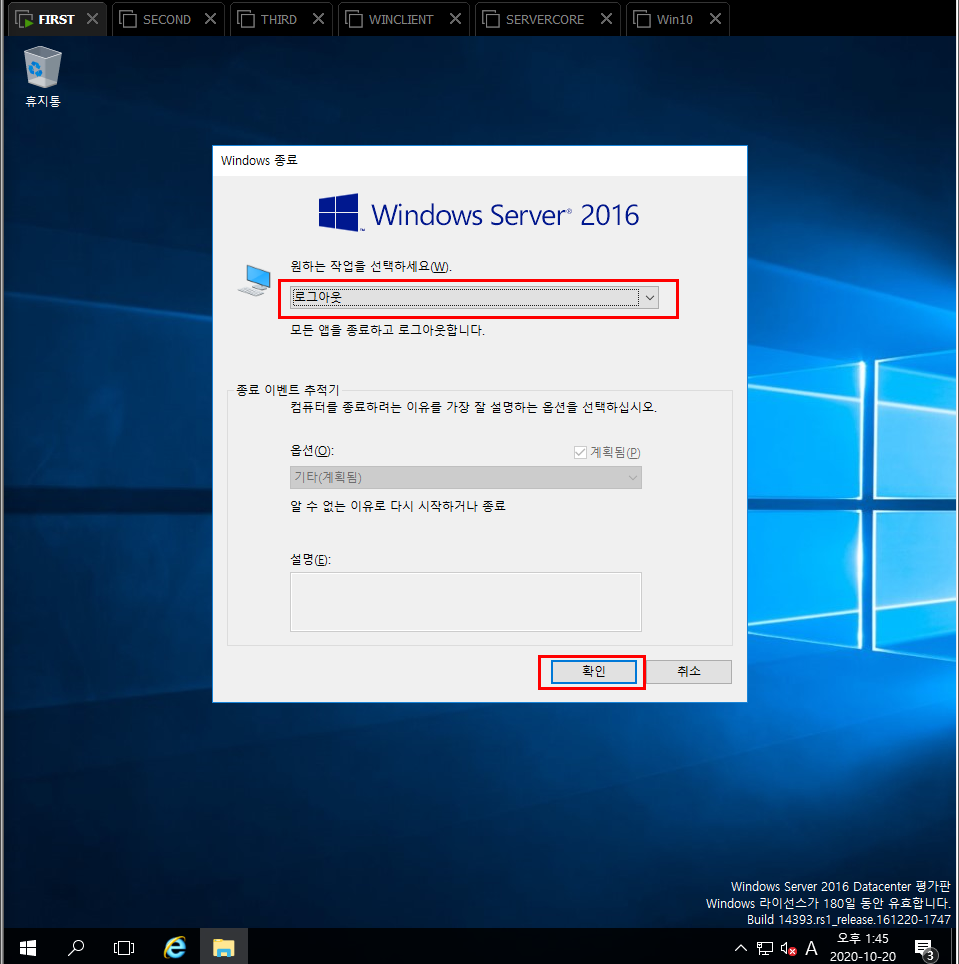 FIRST SECOND THIRD WINCLIENT SERVERCORE Win10
휴지통
Windows 종료
Windows Server® 2016
원하는 작업을 선택하세요(W).
로그아웃
모든 앱을 종료하고 로그아웃합니다.
종료 이벤트 추적기
컴퓨터를 종료하려는 이유를 가장 잘 설명하는 옵션을 선택하십시오.
옵션(O): 계획됨(P)
기타(계획됨)
알 수 없는 이유로 다시 시작하거나 종료
설명(E):
확인 취소
Windows Server 2016 Datacenter 평가판
Windows 라이선스가 180일 동안 유효합니다.
Build 14393.rs1_release.161220-1747
A 오후 1:45
2020-10-20 3